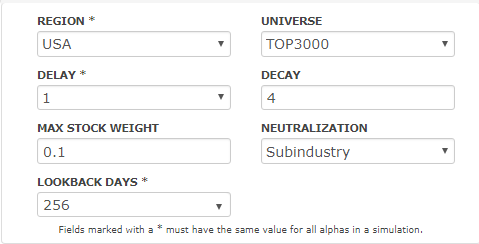 REGION * UNIVERSE
USA TOP3000
DELAY * DECAY
1 4
MAX STOCK WEIGHT NEUTRALIZATION
0.1 Subindustry
LOOKBACK DAYS *
256
Fields marked with a * must have the same value for all alphas in a simulation.